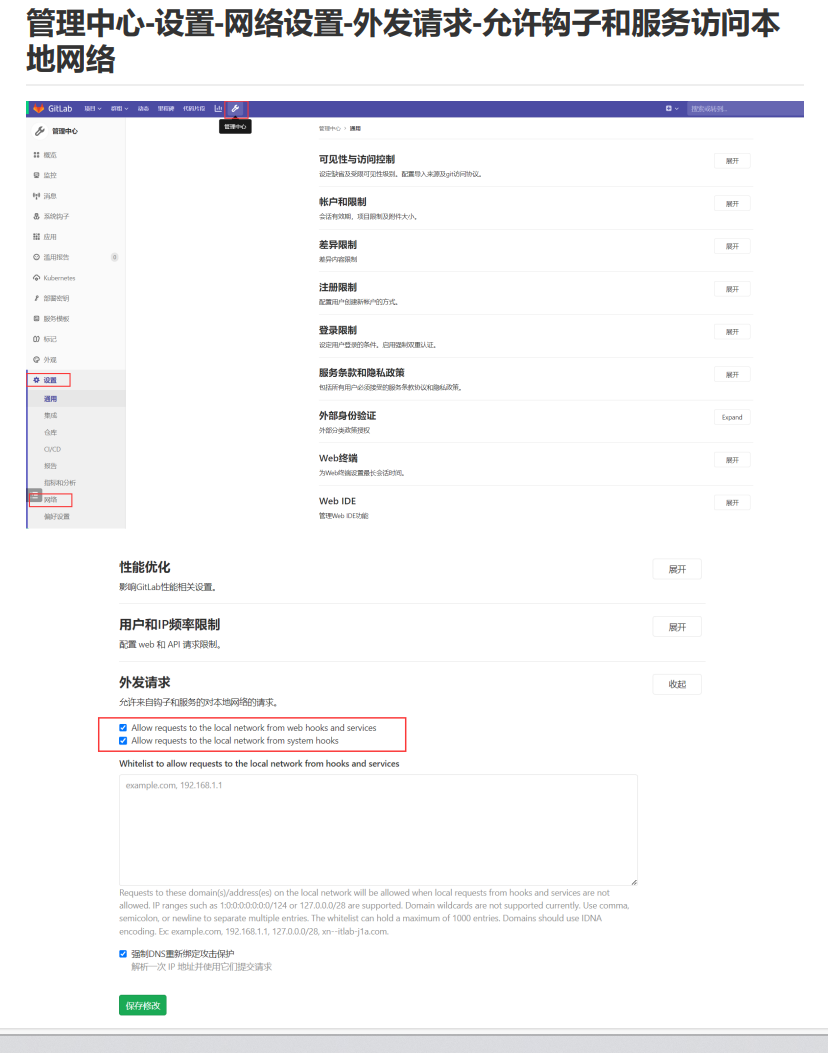 管理中心-设置-网络设置-外发请求-允许钩子和服务访问本
地网络
GitLab 项目 群组 动态 里程碑 代码片段
搜索或转到...
管理中心
管理中心
管理中心 › 通用
概览
监控
消息
系统钩子
应用
滥用报告 0
Kubernetes
部署密钥
服务模板
标记
外观
设置
通用
集成
仓库
CI/CD
报告
指标和分析
网络
偏好设置
可见性与访问控制
展开
设定缺省及受限可见性级别。配置导入来源及git访问协议。
帐户和限制
展开
会话有效期、项目限制及附件大小。
差异限制
展开
差异内容限制
注册限制
展开
配置用户创建新帐户的方式。
登录限制
展开
设定用户登录的条件。启用强制双重认证。
服务条款和隐私政策
展开
包括所有用户必须接受的服务条款协议和隐私政策。
外部身份验证
Expand
外部分类政策授权
Web终端
展开
为Web终端设置最长会话时间。
Web IDE
展开
管理Web IDE功能
性能优化
展开
影响GitLab性能相关设置。
用户和IP频率限制
展开
配置 web 和 API 请求限制。
外发请求
收起
允许来自钩子和服务的对本地网络的请求。
Allow requests to the local network from web hooks and services
Allow requests to the local network from system hooks
Whitelist to allow requests to the local network from hooks and services
example.com, 192.168.1.1
Requests to these domain(s)/address(es) on the local network will be allowed when local requests from hooks and services are not
allowed. IP ranges such as 1:0:0:0:0:0:0:0/124 or 127.0.0.0/28 are supported. Domain wildcards are not supported currently. Use comma,
semicolon, or newline to separate multiple entries. The whitelist can hold a maximum of 1000 entries. Domains should use IDNA
encoding. Ex: example.com, 192.168.1.1, 127.0.0.0/28, xn--itlab-j1a.com.
强制DNS重新绑定攻击保护
解析一次 IP 地址并使用它们提交请求
保存修改